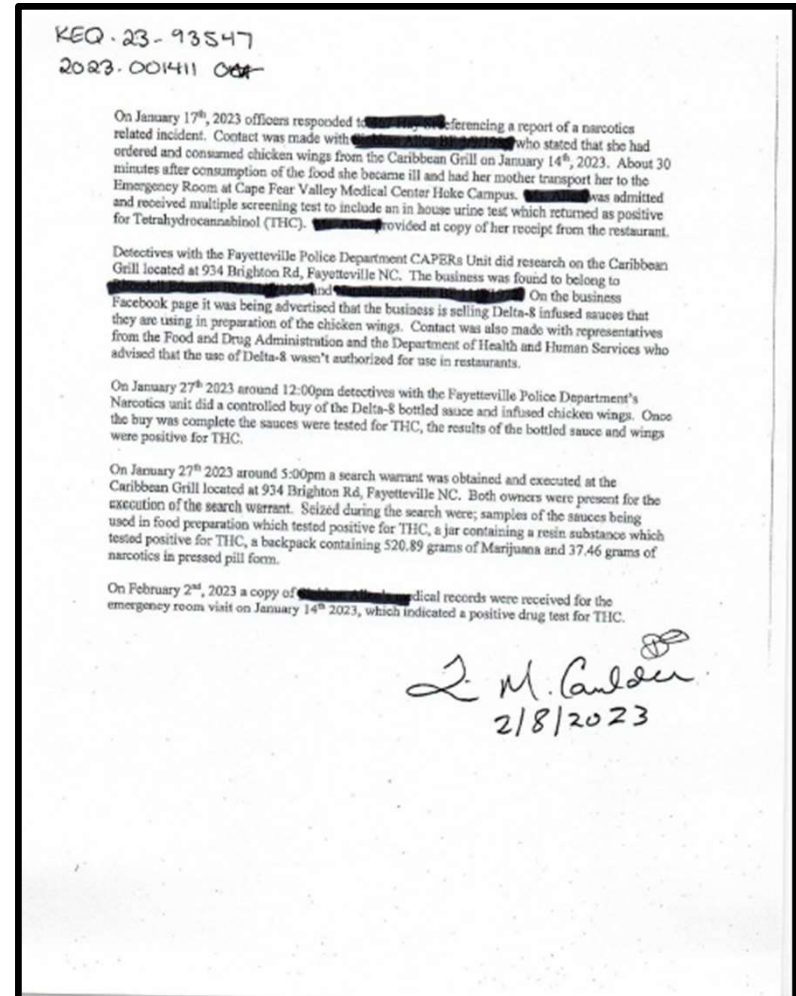 KEQ-23-93547
2023-001411
On January 17th, 2023 officers responded to referencing a report of a narcotics
related incident. Contact was made with who stated that she had
ordered and consumed chicken wings from the Caribbean Grill on January 14th, 2023. About 30
minutes after consumption of the food she became ill and had her mother transport her to the
Emergency Room at Cape Fear Valley Medical Center Hoke Campus. was admitted
and received multiple screening test to include an in house urine test which returned as positive
for Tetrahydrocannabinol (THC). provided at copy of her receipt from the restaurant.
Detectives with the Fayetteville Police Department CAPERs Unit did research on the Caribbean
Grill located at 934 Brighton Rd, Fayetteville NC. The business was found to belong to
and On the business
Facebook page it was being advertised that the business is selling Delta-8 infused sauces that
they are using in preparation of the chicken wings. Contact was also made with representatives
from the Food and Drug Administration and the Department of Health and Human Services who
advised that the use of Delta-8 wasn't authorized for use in restaurants.
On January 27th 2023 around 12:00pm detectives with the Fayetteville Police Department's
Narcotics unit did a controlled buy of the Delta-8 bottled sauce and infused chicken wings. Once
the buy was complete the sauces were tested for THC, the results of the bottled sauce and wings
were positive for THC.
On January 27th 2023 around 5:00pm a search warrant was obtained and executed at the
Caribbean Grill located at 934 Brighton Rd, Fayetteville NC. Both owners were present for the
execution of the search warrant. Seized during the search were; samples of the sauces being
used in food preparation which tested positive for THC, a jar containing a resin substance which
tested positive for THC, a backpack containing 520.89 grams of Marijuana and 37.46 grams of
narcotics in pressed pill form.
On February 2nd, 2023 a copy of medical records were received for the
emergency room visit on January 14th 2023, which indicated a positive drug test for THC.
M. Caulder
2/8/2023